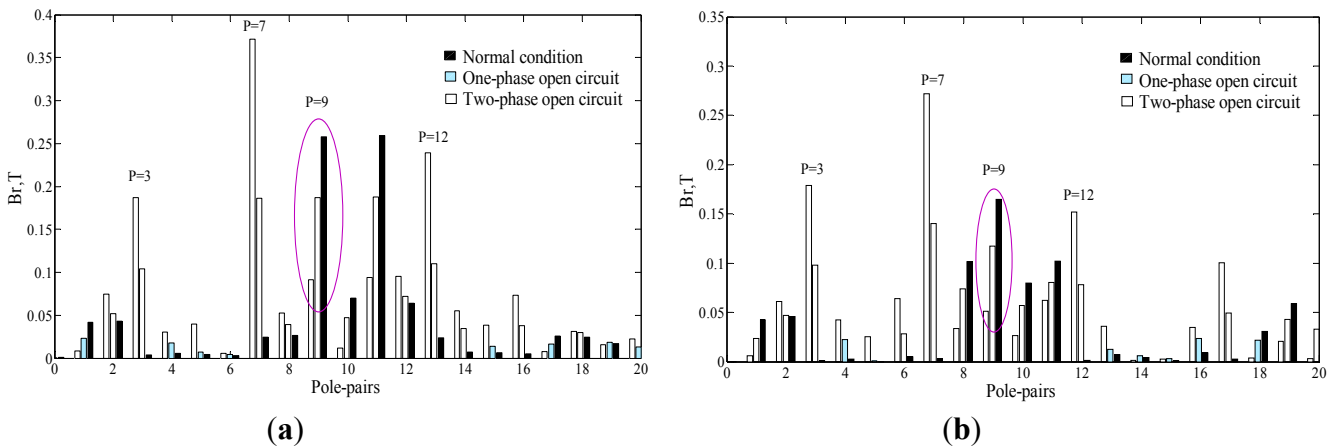 0.4
0.35
0.3
0.25
0.2
0.15
0.1
0.05
0
Br,T
0 2 4 6 8 10 12 14 16 18 20
Pole-pairs
P=3
P=7
P=9
P=12
Normal condition
One-phase open circuit
Two-phase open circuit
(a)
0.35
0.3
0.25
0.2
0.15
0.1
0.05
0
Br,T
0 2 4 6 8 10 12 14 16 18 20
Pole-pairs
P=3
P=7
P=9
P=12
Normal condition
One-phase open circuit
Two-phase open circuit
(b)